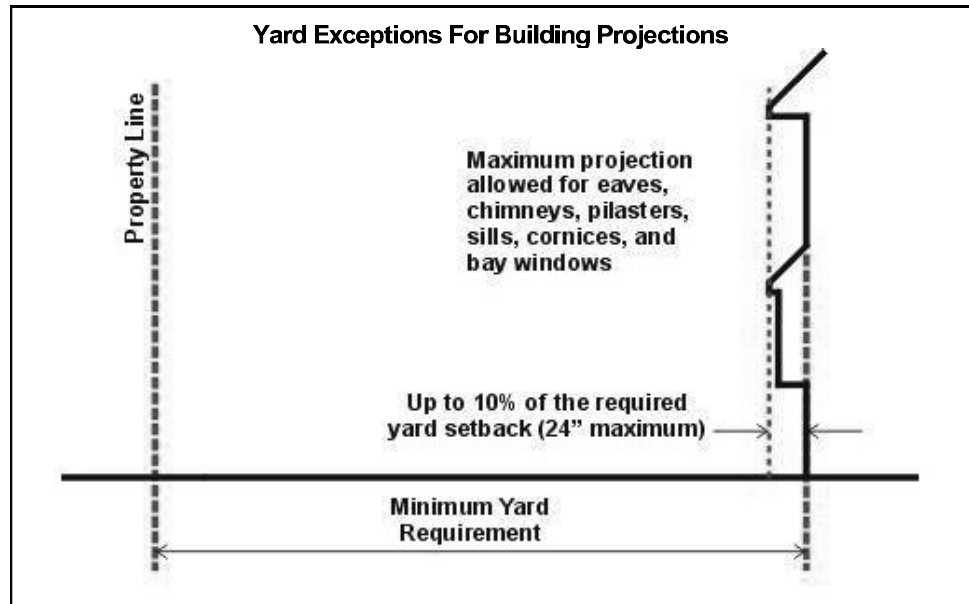 Yard Exceptions For Building Projections
Property Line
Maximum projection
allowed for eaves,
chimneys, pilasters,
sills, cornices, and
bay windows
Up to 10% of the required
yard setback (24” maximum)
Minimum Yard
Requirement